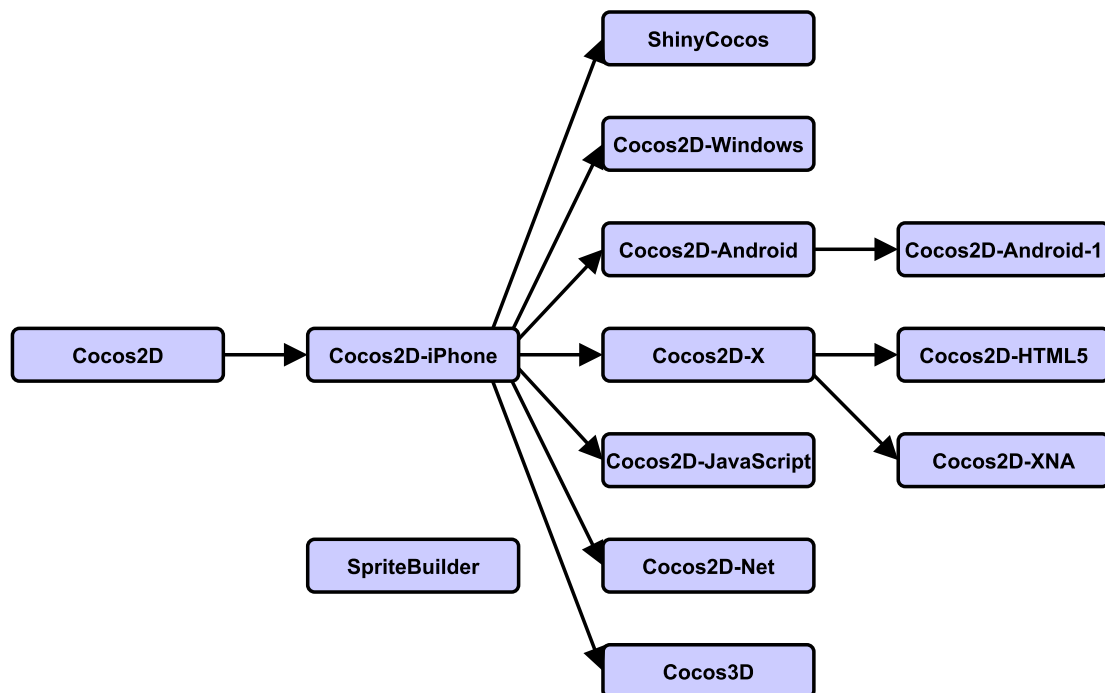 ShinyCocos
Cocos2D-Windows
Cocos2D-Android
Cocos2D-Android-1
Cocos2D
Cocos2D-iPhone
Cocos2D-X
Cocos2D-HTML5
Cocos2D-JavaScript
Cocos2D-XNA
SpriteBuilder
Cocos2D-Net
Cocos3D